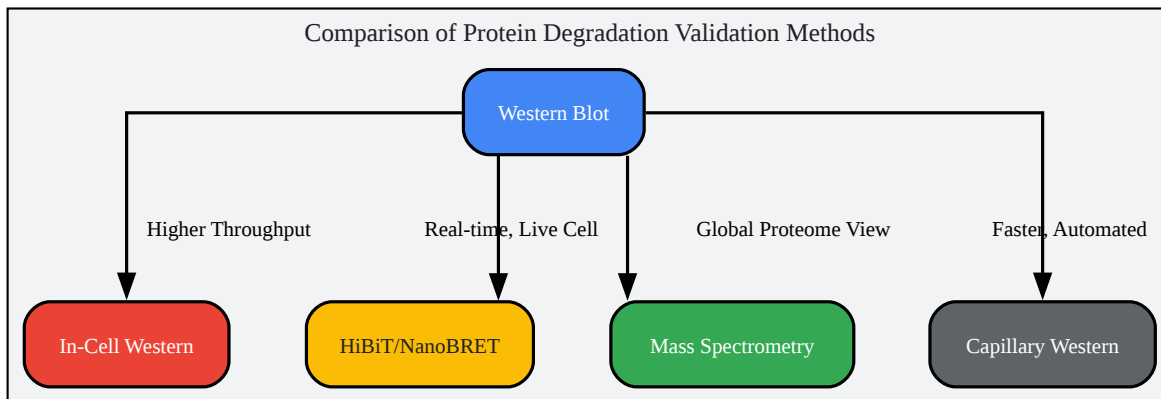 Comparison of Protein Degradation Validation Methods
Western Blot
Higher Throughput
Real-time, Live Cell
Global Proteome View
Faster, Automated
In-Cell Western
HiBiT/NanoBRET
Mass Spectrometry
Capillary Western